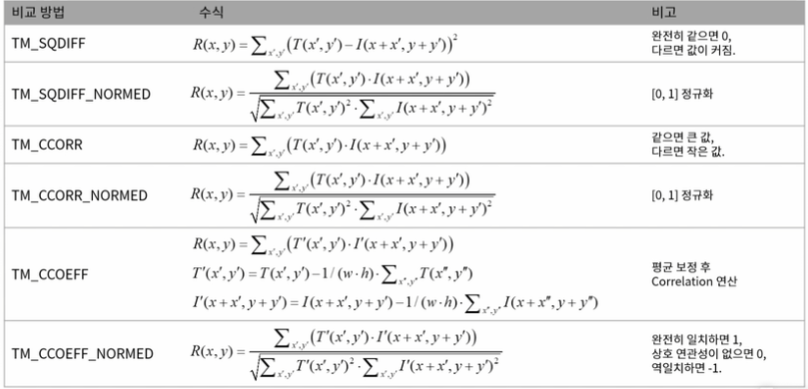 비교 방법 수식 비고
TM_SQDIFF R(x, y) = ∑x′,y′ (T(x′, y′) − I(x + x′, y + y′))² 완전히 같으면 0,
다르면 값이 커짐.
TM_SQDIFF_NORMED R(x, y) = ∑x′,y′ (T(x′, y′) · I(x + x′, y + y′)) / √(∑x′,y′ T(x′, y′)² · ∑x′,y′ I(x + x′, y + y′)²) [0, 1] 정규화
TM_CCORR R(x, y) = ∑x′,y′ (T(x′, y′) · I(x + x′, y + y′)) 같으면 큰 값,
다르면 작은 값.
TM_CCORR_NORMED R(x, y) = ∑x′,y′ (T(x′, y′) · I(x + x′, y + y′)) / √(∑x′,y′ T(x′, y′)² · ∑x′,y′ I(x + x′, y + y′)²) [0, 1] 정규화
TM_CCOEFF R(x, y) = ∑x′,y′ (T′(x′, y′) · I′(x + x′, y + y′))
T′(x′, y′) = T(x′, y′) − 1/(w · h) · ∑x″,y″ T(x″, y″)
I′(x + x′, y + y′) = I(x + x′, y + y′) − 1/(w · h) · ∑x″,y″ I(x + x″, y + y″)
평균 보정 후
Correlation 연산
TM_CCOEFF_NORMED R(x, y) = ∑x′,y′ (T′(x′, y′) · I′(x + x′, y + y′)) / √(∑x′,y′ T′(x′, y′)² · ∑x′,y′ I′(x + x′, y + y′)²) 완전히 일치하면 1,
상호 연관성이 없으면 0,
역일치하면 -1.